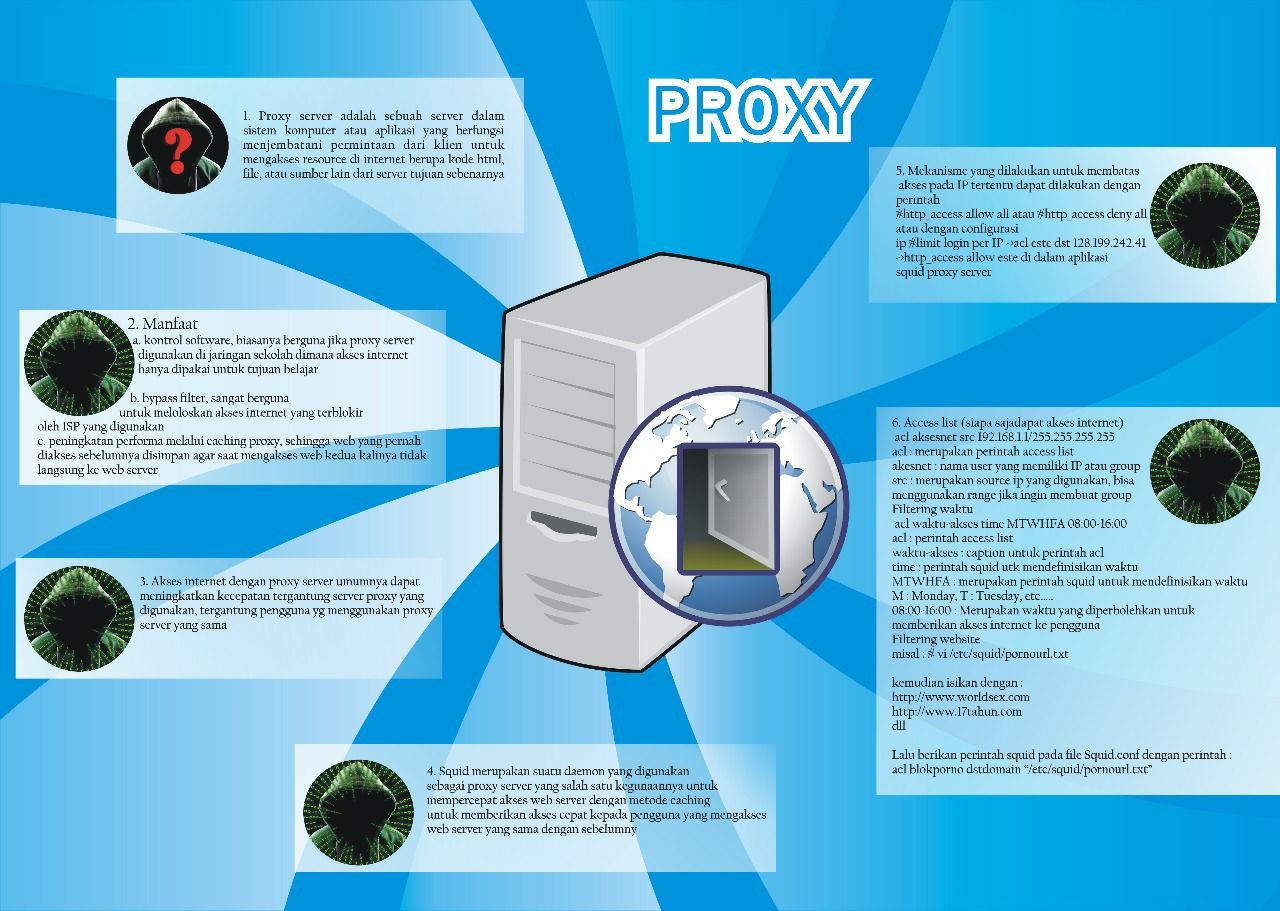 PROXY
1. Proxy server adalah sebuah server dalam
sistem komputer atau aplikasi yang berfungsi
menjembatani permintaan dari klien untuk
mengakses resource di internet berupa kode html,
file, atau sumber lain dari server tujuan sebenarnya
?
2. Manfaat
a. kontrol software, biasanya berguna jika proxy server
digunakan di jaringan sekolah dimana akses internet
hanya dipakai untuk tujuan belajar
b. bypass filter, sangat berguna
untuk meloloskan akses internet yang terblokir
oleh ISP yang digunakan
c. peningkatan performa melalui caching proxy, sehingga web yang pernah
diakses sebelumnya disimpan agar saat mengakses web kedua kalinya tidak
langsung ke web server
3. Akses internet dengan proxy server umumnya dapat
meningkatkan kecepatan tergantung server proxy yang
digunakan, tergantung pengguna yg menggunakan proxy
server yang sama
4. Squid merupakan suatu daemon yang digunakan
sebagai proxy server yang salah satu kegunaannya untuk
mempercepat akses web server dengan metode caching
untuk memberikan akses cepat kepada pengguna yang mengakses
web server yang sama dengan sebelumny
5. Mekanisme yang dilakukan untuk membatas
akses pada IP tertentu dapat dilakukan dengan
perintah
#http_access allow all atau #http_access deny all
atau dengan configurasi
ip #limit login per IP ->acl este dst 128.199.242.41
->http_access allow este di dalam aplikasi
squid proxy server
6. Access list (siapa sajadapat akses internet)
acl aksesnet src 192.168.1.1/255.255.255.255
acl : merupakan perintah access list
akesnet : nama user yang memiliki IP atau group
src : merupakan source ip yang digunakan, bisa
menggunakan range jika ingin membuat group
Filtering waktu
acl waktu-akses time MTWHFA 08:00-16:00
acl : perintah access list
waktu-akses : caption untuk perintah acl
time : perintah squid utk mendefinisikan waktu
MTWHFA : merupakan perintah squid untuk mendefinisikan waktu
M : Monday, T : Tuesday, etc.....
08:00-16:00 : Merupakan waktu yang diperbolehkan untuk
memberikan akses internet ke pengguna
Filtering website
misal : # vi /etc/squid/pornourl.txt
kemudian isikan dengan :
http://www.worldsex.com
http://www.17tahun.com
dll
Lalu berikan perintah squid pada file Squid.conf dengan perintah :
acl blokporno dstdomain “/etc/squid/pornourl.txt”